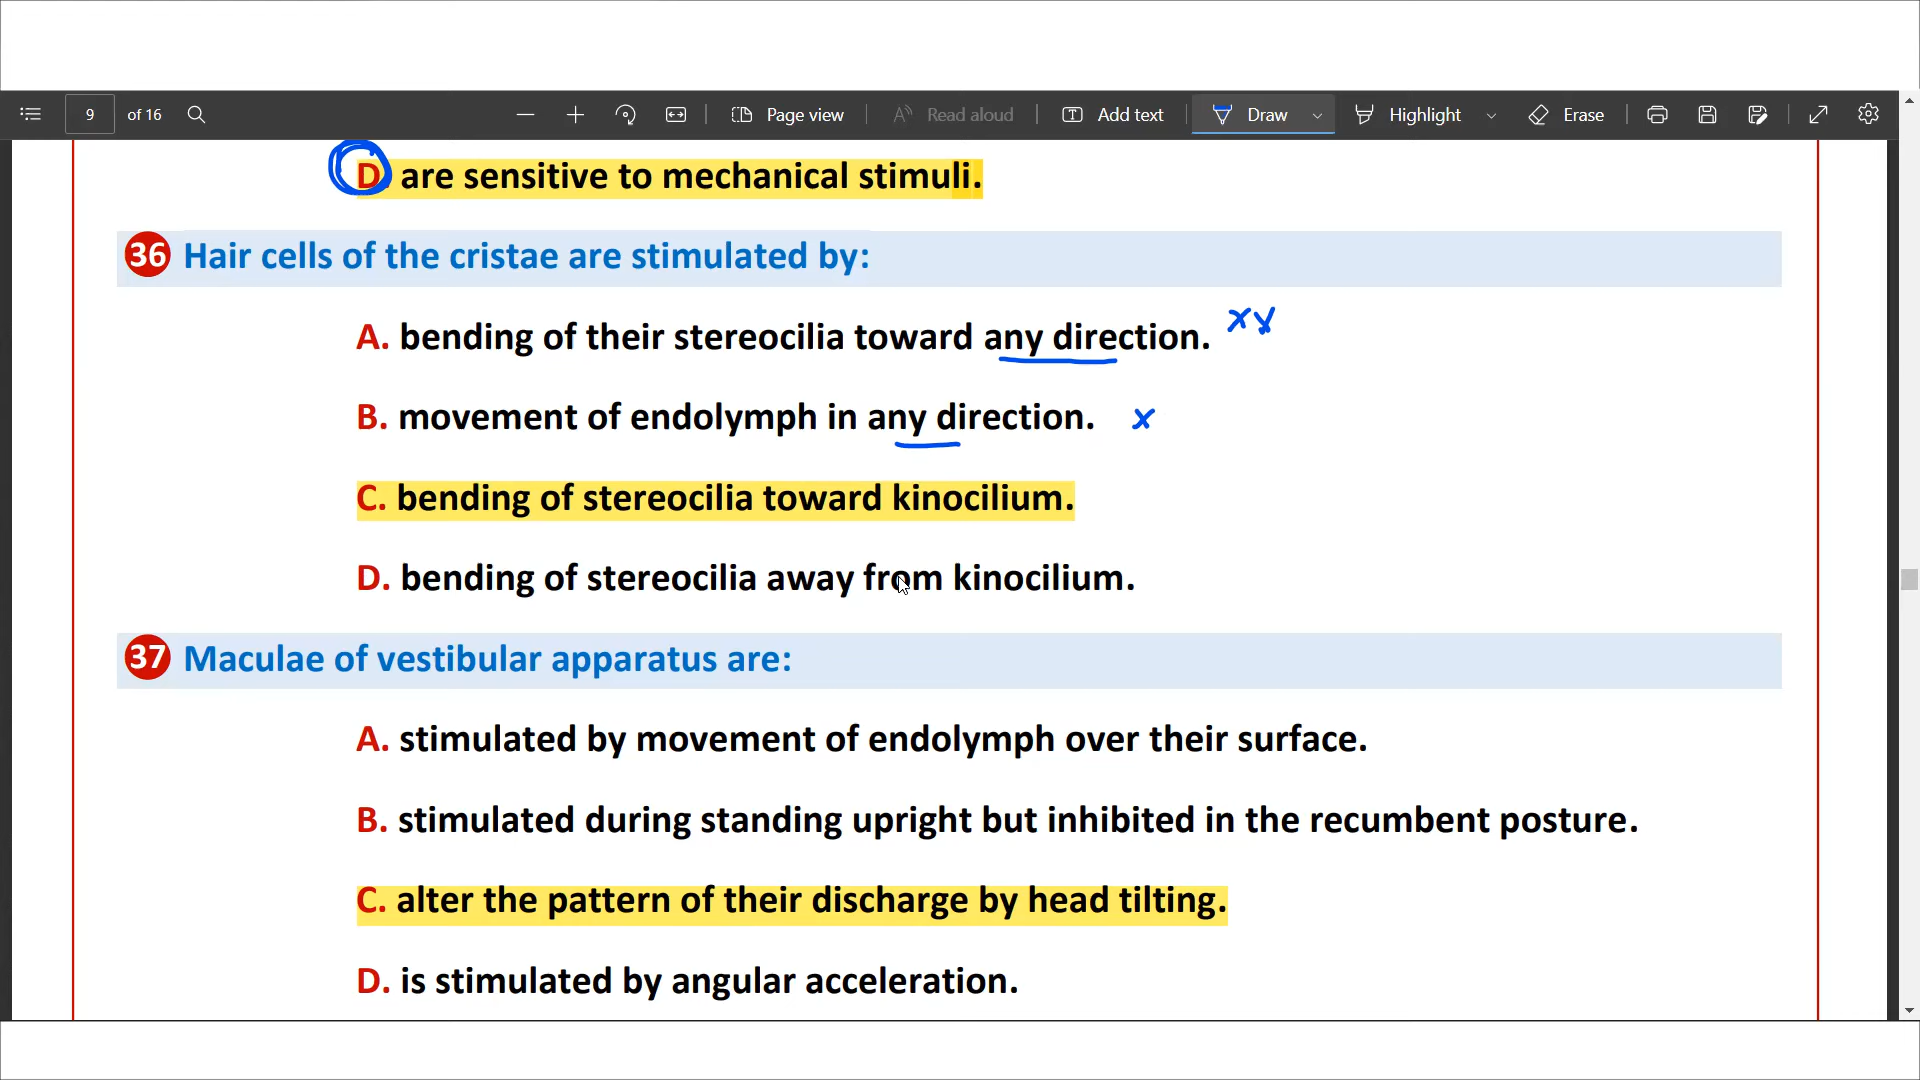 9 of 16 Page view Read aloud Add text Draw Highlight Erase
D. are sensitive to mechanical stimuli.
36 Hair cells of the cristae are stimulated by:
A. bending of their stereocilia toward any direction. x x
B. movement of endolymph in any direction. x
C. bending of stereocilia toward kinocilium.
D. bending of stereocilia away from kinocilium.
37 Maculae of vestibular apparatus are:
A. stimulated by movement of endolymph over their surface.
B. stimulated during standing upright but inhibited in the recumbent posture.
C. alter the pattern of their discharge by head tilting.
D. is stimulated by angular acceleration.